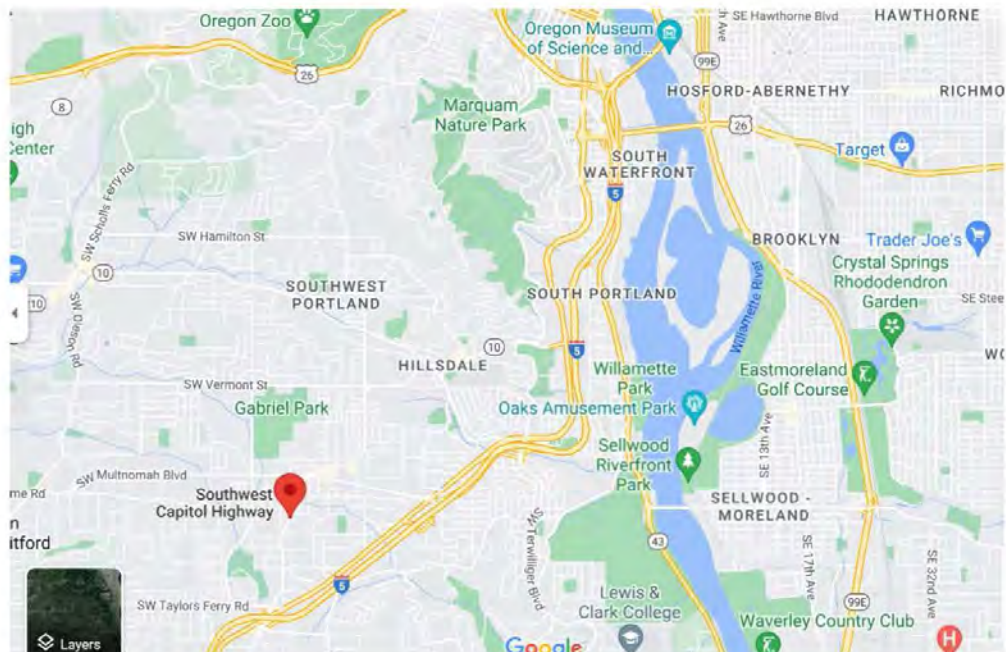 Oregon Zoo
Oregon Museum
of Science and...
SE Hawthorne Blvd
HAWTHORNE
99E
26
8
HOSFORD-ABERNETHY
RICHMO
Marquam
Nature Park
26
igh
Center
Target
SOUTH
WATERFRONT
5
SW Scholls Ferry Rd
SW Hamilton St
BROOKLYN
Trader Joe's
10
Crystal Springs
Rhododendron
Garden
SOUTHWEST
PORTLAND
SOUTH PORTLAND
Willamette River
10
SE Stee
SW Oleson Rd
10
5
HILLSDALE
Willamette
Park
Eastmoreland
Golf Course
SW Vermont St
Gabriel Park
Oaks Amusement Park
SE 13th Ave
Sellwood
Riverfront
Park
SW Multnomah Blvd
Southwest
Capitol Highway
me Rd
SELLWOOD -
MORELAND
n
itford
43
SW Terwilliger Blvd
SE 17th Ave
SE 32nd Ave
5
Lewis &
Clark College
SW Taylors Ferry Rd
99E
Waverley Country Club
Layers
Google
H